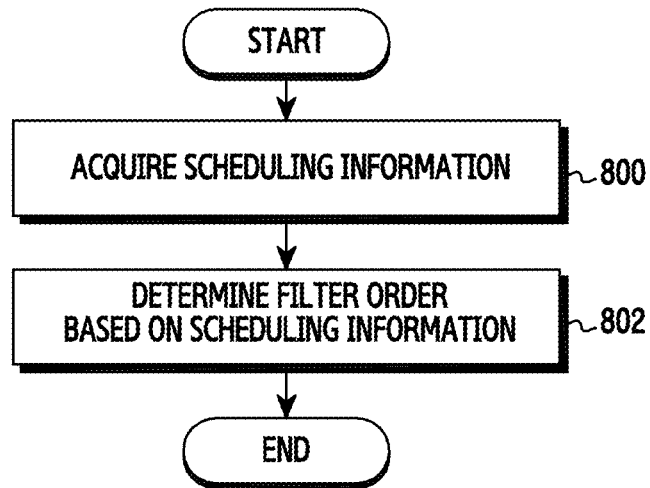 START
ACQUIRE SCHEDULING INFORMATION
800
DETERMINE FILTER ORDER
BASED ON SCHEDULING INFORMATION
802
END